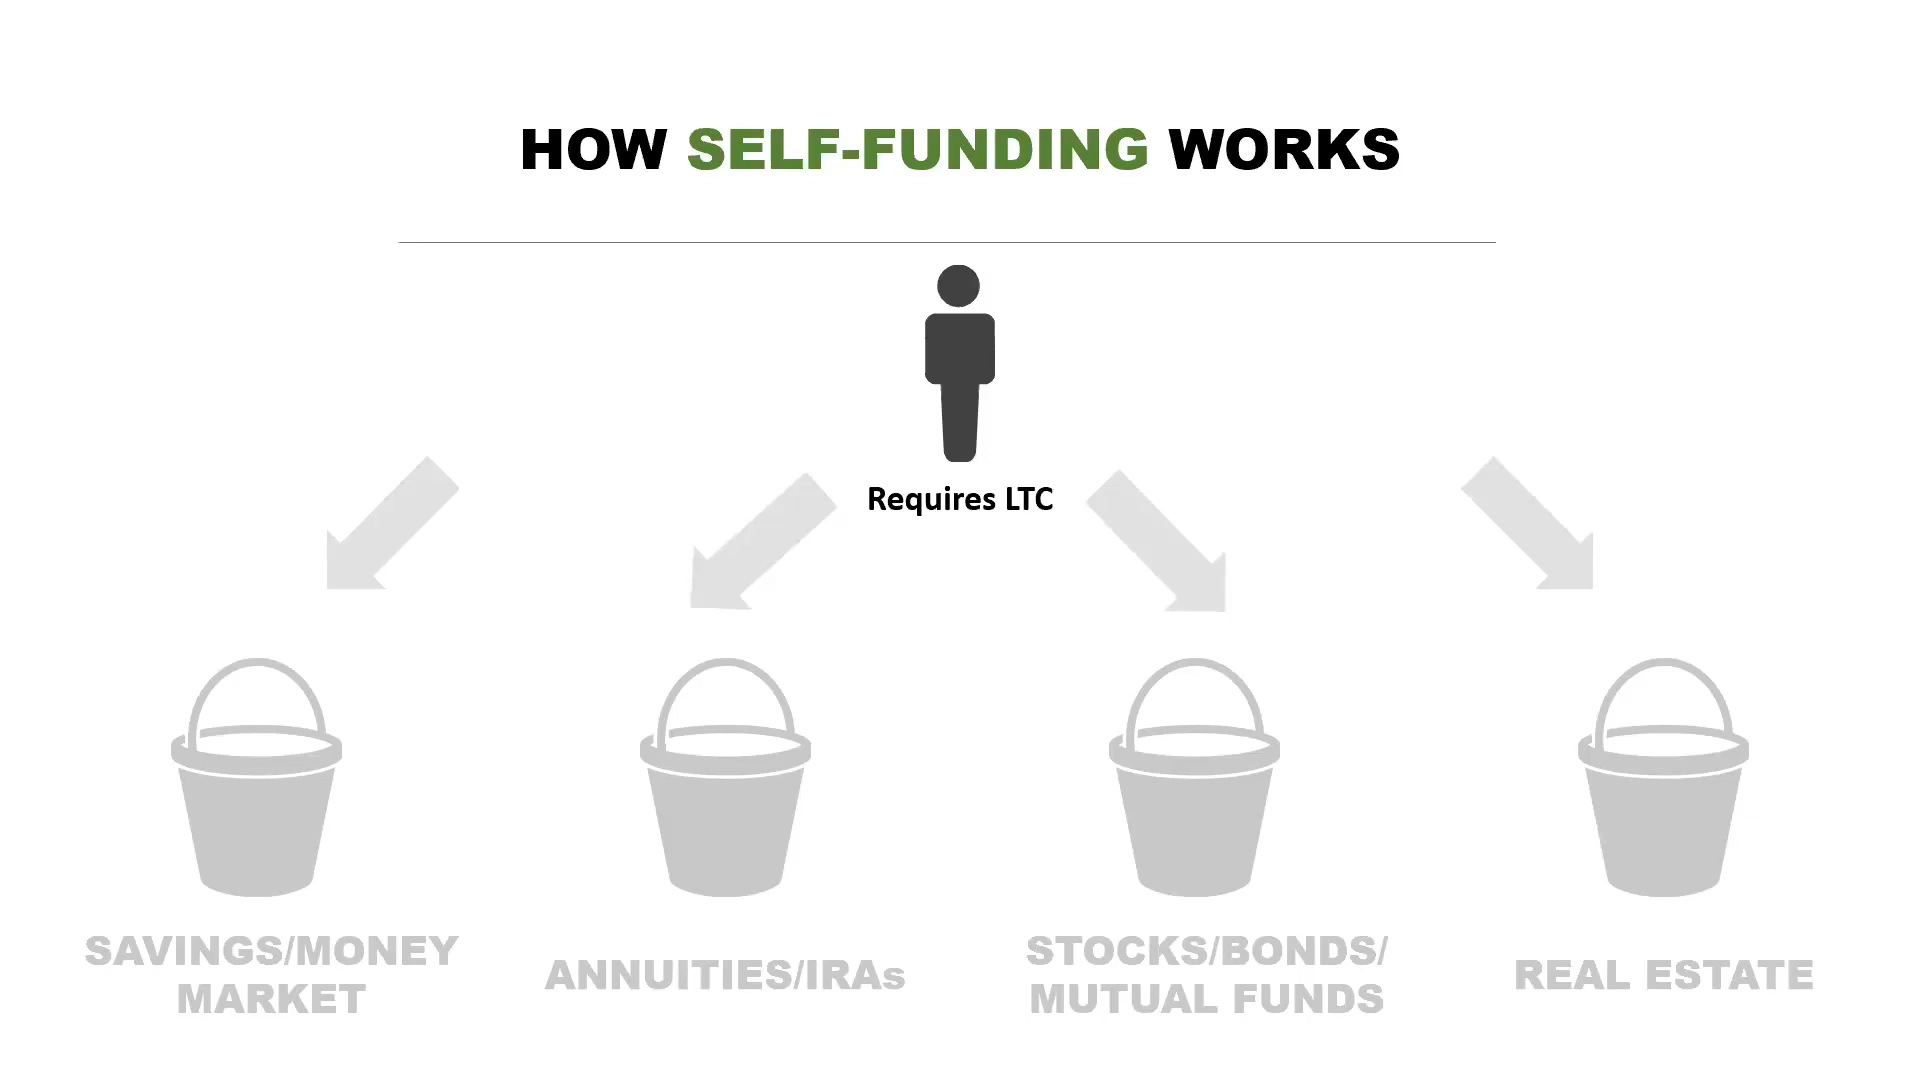 HOW SELF-FUNDING WORKS
Requires LTC
SAVINGS/MONEY
MARKET
ANNUITIES/IRAs
STOCKS/BONDS/
MUTUAL FUNDS
REAL ESTATE